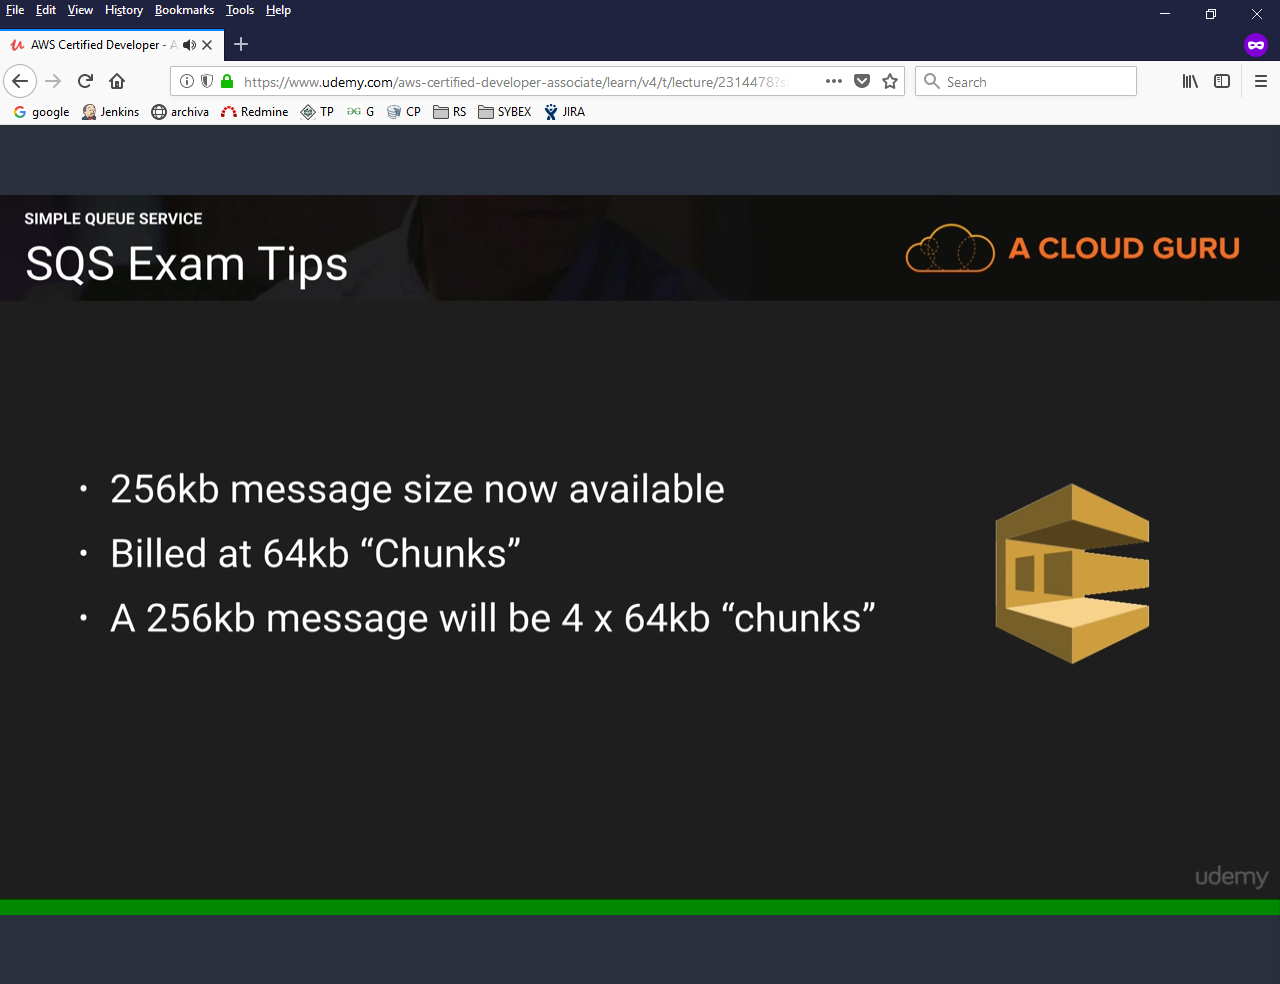 File Edit View History Bookmarks Tools Help
AWS Certified Developer - A
https://www.udemy.com/aws-certified-developer-associate/learn/v4/t/lecture/2314478?s
Search
google Jenkins archiva Redmine TP G CP RS SYBEX JIRA
SIMPLE QUEUE SERVICE
SQS Exam Tips
A CLOUD GURU
• 256kb message size now available
• Billed at 64kb “Chunks”
• A 256kb message will be 4 x 64kb “chunks”
udemy